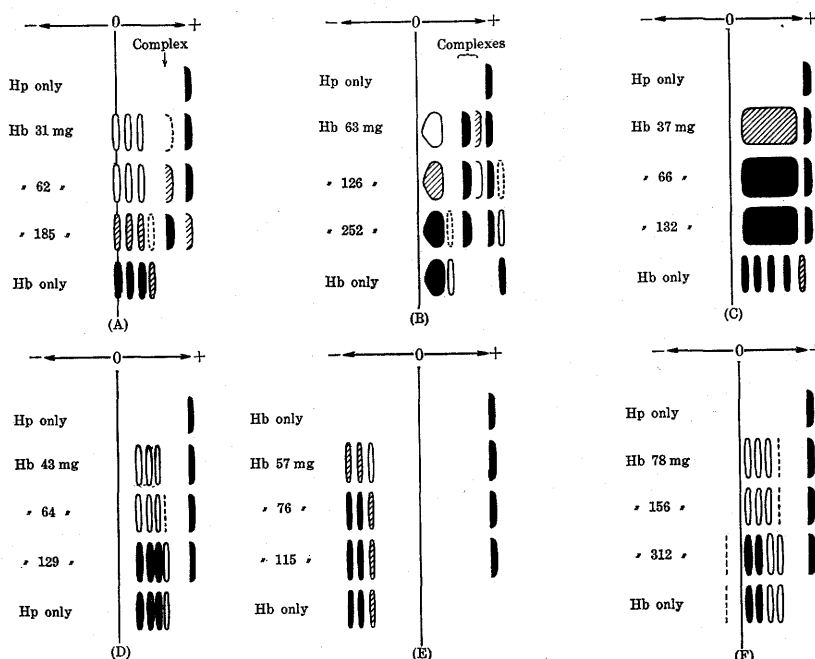 − 0 +
Complex
Hp only
Hb 31 mg
〃 62 〃
〃 185 〃
Hb only
(A)
− 0 +
Complexes
Hp only
Hb 63 mg
〃 126 〃
〃 252 〃
Hb only
(B)
− 0 +
Hp only
Hb 37 mg
〃 66 〃
〃 132 〃
Hb only
(C)
− 0 +
Hp only
Hb 43 mg
〃 64 〃
〃 129 〃
Hp only
(D)
− 0 +
Hb only
Hb 57 mg
〃 76 〃
〃 115 〃
Hb only
(E)
− 0 +
Hp only
Hb 78 mg
〃 156 〃
〃 312 〃
Hb only
(F)